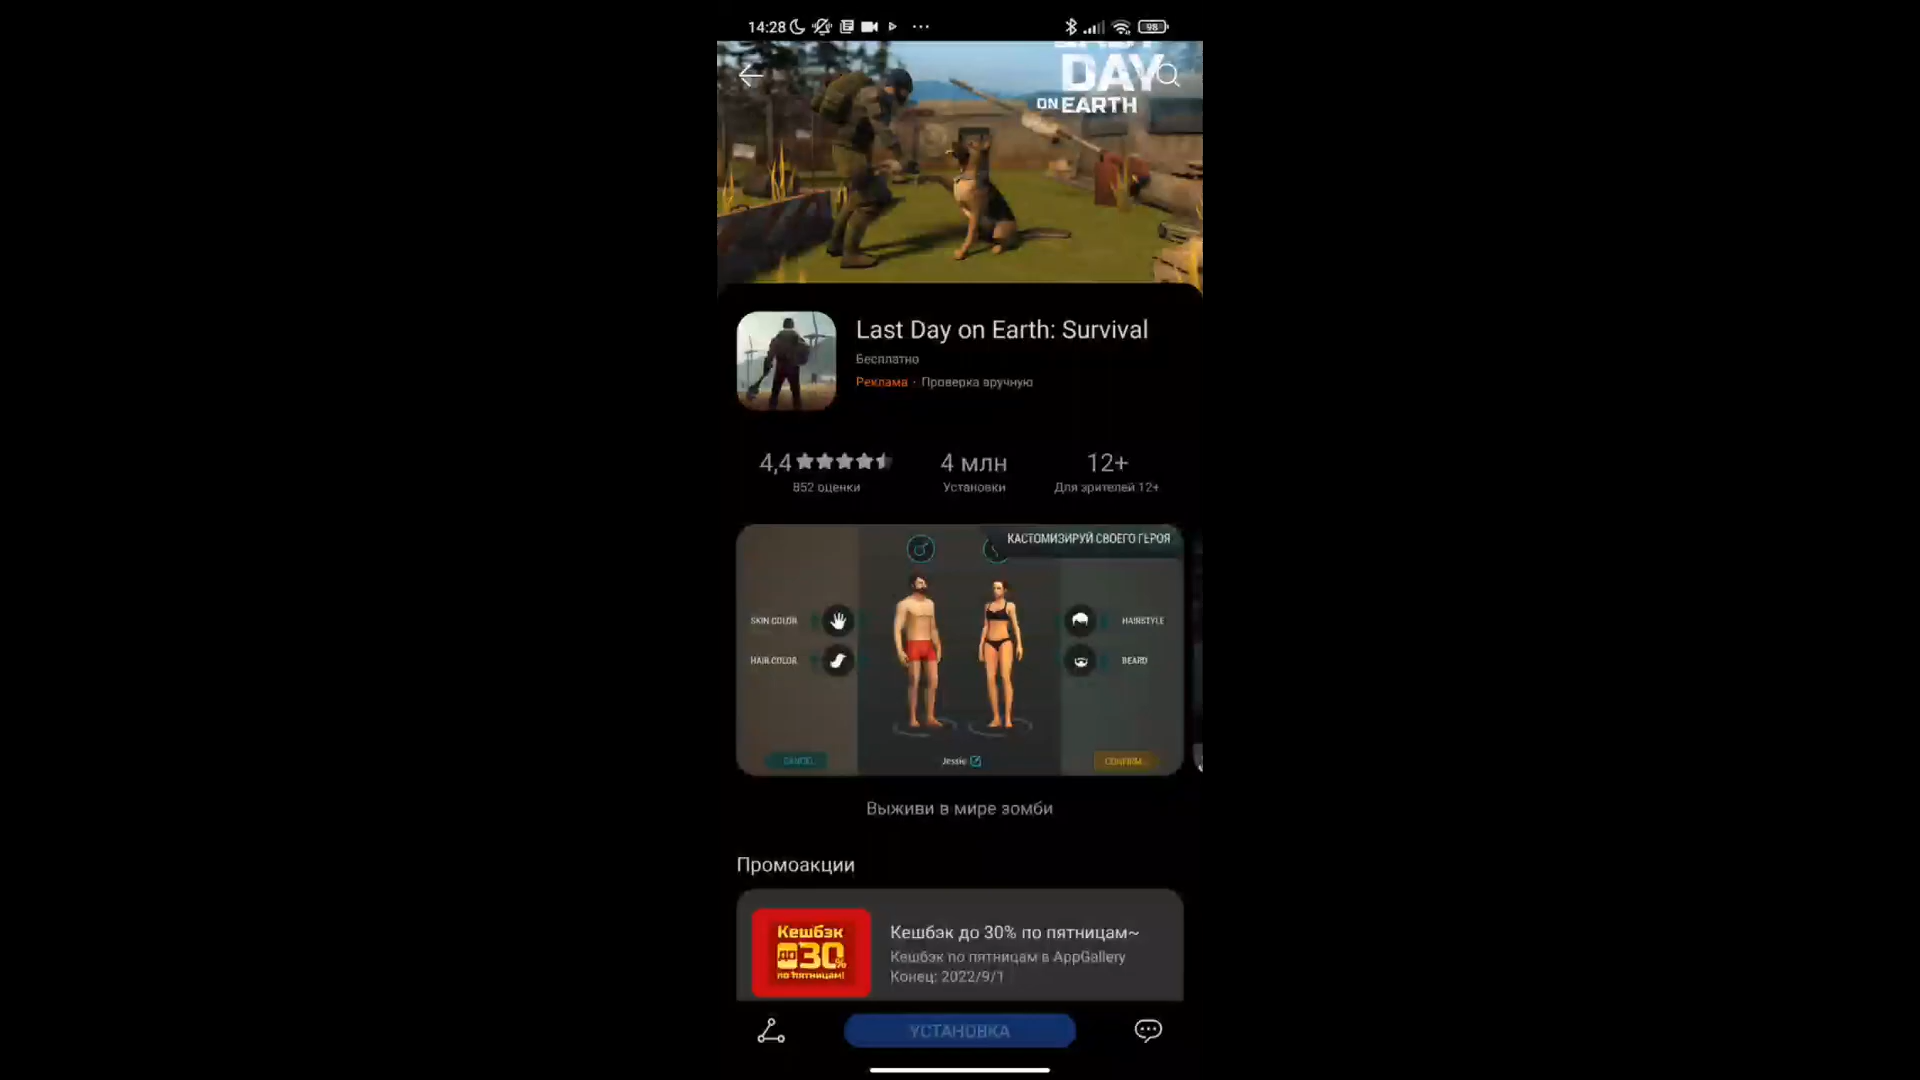 14:28
98
LAST
DAY
ON EARTH
Last Day on Earth: Survival
Бесплатно
Реклама · Проверка вручную
4,4
852 оценки
4 млн
Установки
12+
Для зрителей 12+
КАСТОМИЗИРУЙ СВОЕГО ГЕРОЯ
SKIN COLOR
HAIRSTYLE
HAIR COLOR
BEARD
CANCEL
Jessie
CONFIRM
Выживи в мире зомби
Промоакции
Кешбэк
до 30%
по пятницам!
Кешбэк до 30% по пятницам~
Кешбэк по пятницам в AppGallery
Конец: 2022/9/1
УСТАНОВКА